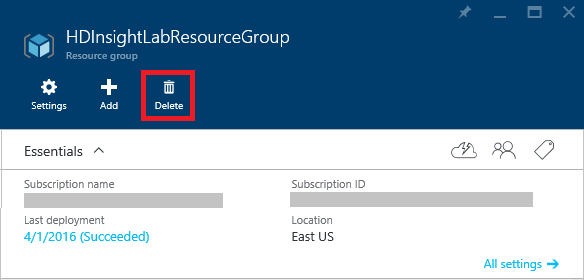 HDInsightLabResourceGroup
Resource group
Settings Add Delete
Essentials
Subscription name Subscription ID
Last deployment Location
4/1/2016 (Succeeded) East US
All settings